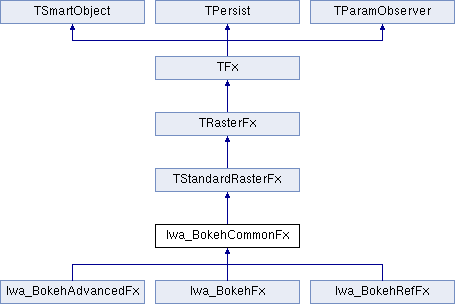 TSmartObject TPersist TParamObserver
TFx
TRasterFx
TStandardRasterFx
Iwa_BokehCommonFx
Iwa_BokehAdvancedFx Iwa_BokehFx Iwa_BokehRefFx